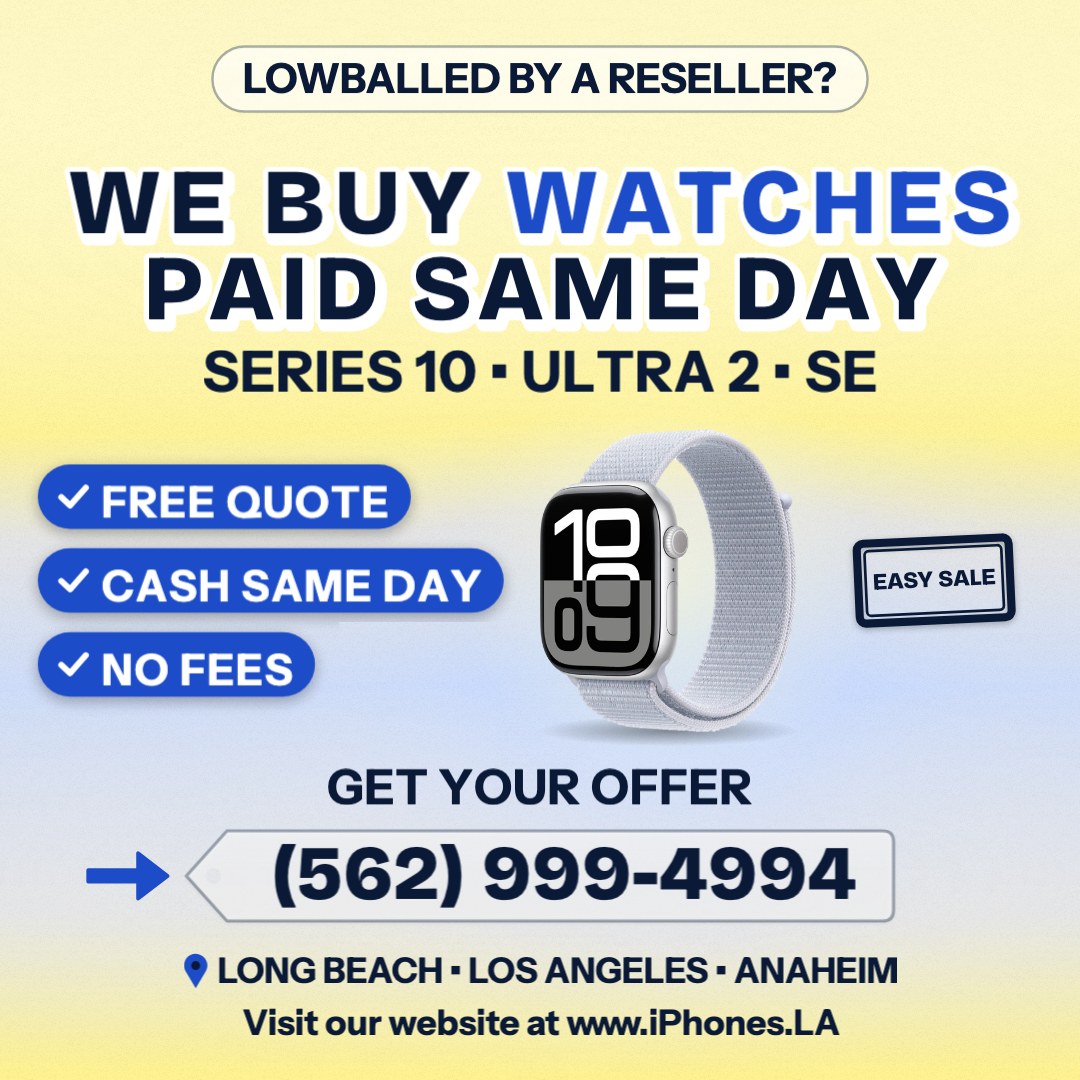 LOWBALLED BY A RESELLER?
WE BUY WATCHES
PAID SAME DAY
SERIES 10 ▪ ULTRA 2 ▪ SE
✓ FREE QUOTE
✓ CASH SAME DAY
✓ NO FEES
10
09
EASY SALE
GET YOUR OFFER
(562) 999-4994
LONG BEACH ▪ LOS ANGELES ▪ ANAHEIM
Visit our website at www.iPhones.LA